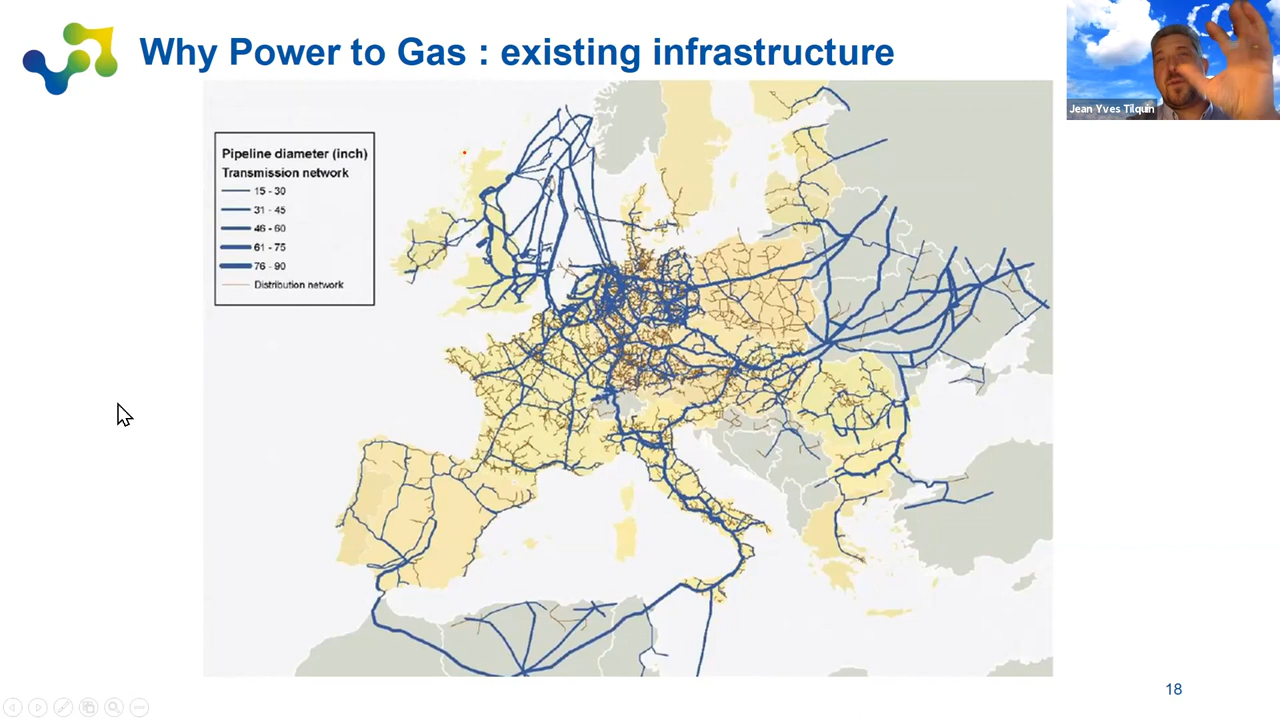 Why Power to Gas : existing infrastructure
Jean Yves Tilquin
Pipeline diameter (inch)
Transmission network
15 - 30
31 - 45
46 - 60
61 - 75
76 - 90
Distribution network
18